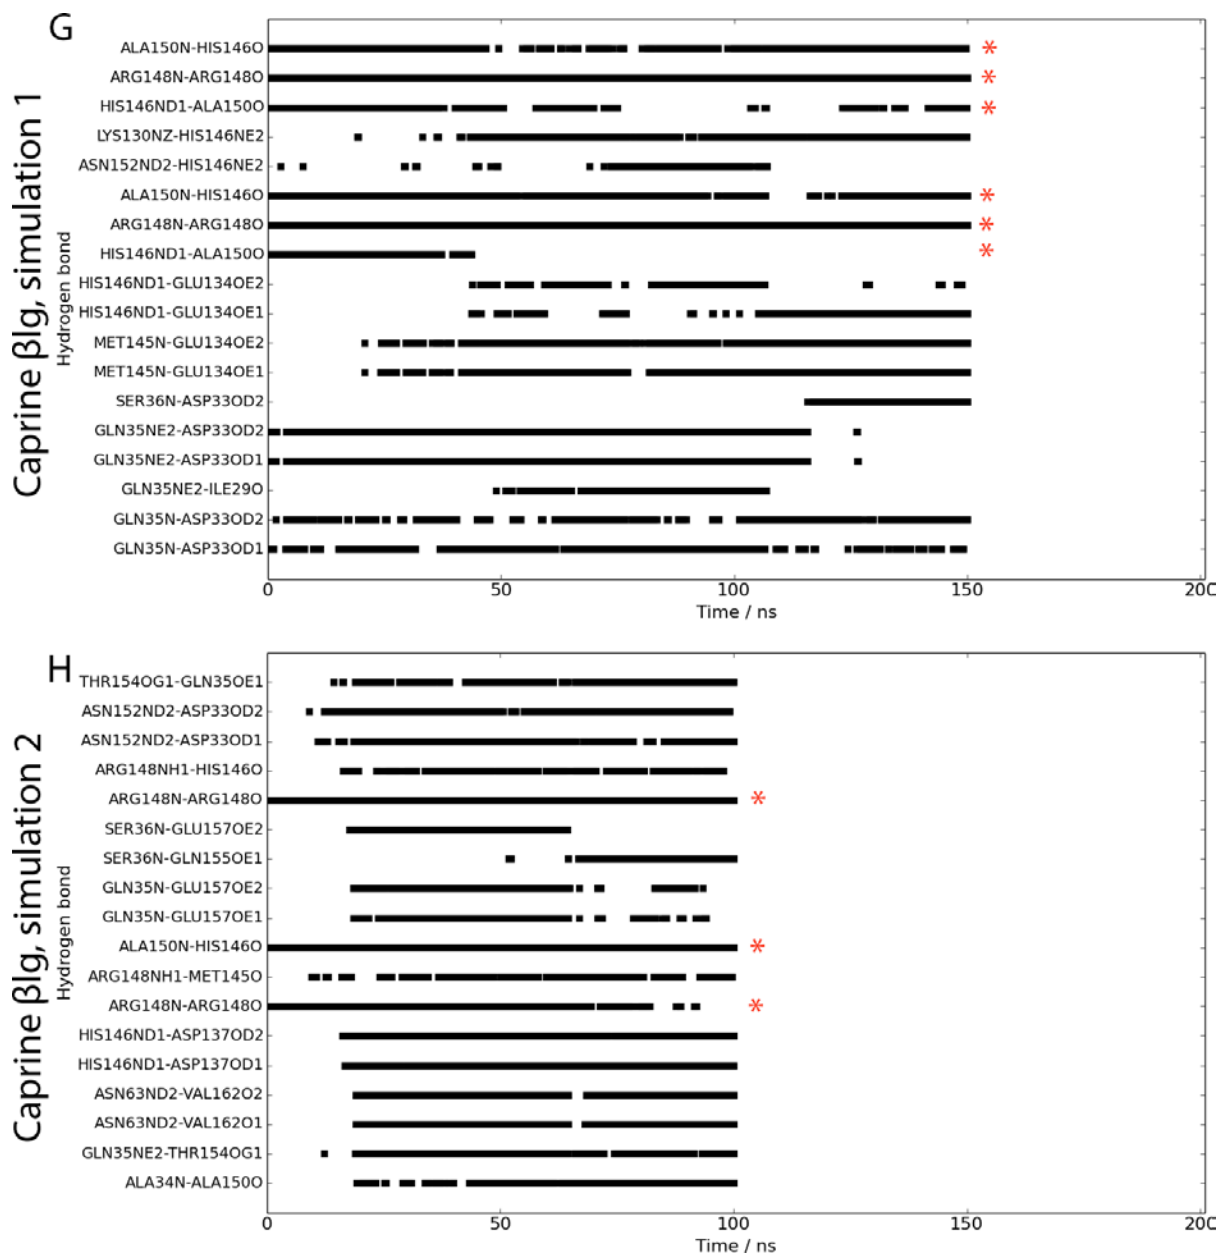 G
Caprine βlg, simulation 1
Hydrogen bond
ALA150N-HIS146O *
ARG148N-ARG148O *
HIS146ND1-ALA150O *
LYS130NZ-HIS146NE2
ASN152ND2-HIS146NE2
ALA150N-HIS146O *
ARG148N-ARG148O *
HIS146ND1-ALA150O *
HIS146ND1-GLU134OE2
HIS146ND1-GLU134OE1
MET145N-GLU134OE2
MET145N-GLU134OE1
SER36N-ASP33OD2
GLN35NE2-ASP33OD2
GLN35NE2-ASP33OD1
GLN35NE2-ILE29O
GLN35N-ASP33OD2
GLN35N-ASP33OD1
0 50 100 150 200
Time / ns
H
Caprine βlg, simulation 2
Hydrogen bond
THR154OG1-GLN35OE1
ASN152ND2-ASP33OD2
ASN152ND2-ASP33OD1
ARG148NH1-HIS146O
ARG148N-ARG148O *
SER36N-GLU157OE2
SER36N-GLN155OE1
GLN35N-GLU157OE2
GLN35N-GLU157OE1
ALA150N-HIS146O *
ARG148NH1-MET145O
ARG148N-ARG148O *
HIS146ND1-ASP137OD2
HIS146ND1-ASP137OD1
ASN63ND2-VAL162O2
ASN63ND2-VAL162O1
GLN35NE2-THR154OG1
ALA34N-ALA150O
0 50 100 150 200
Time / ns